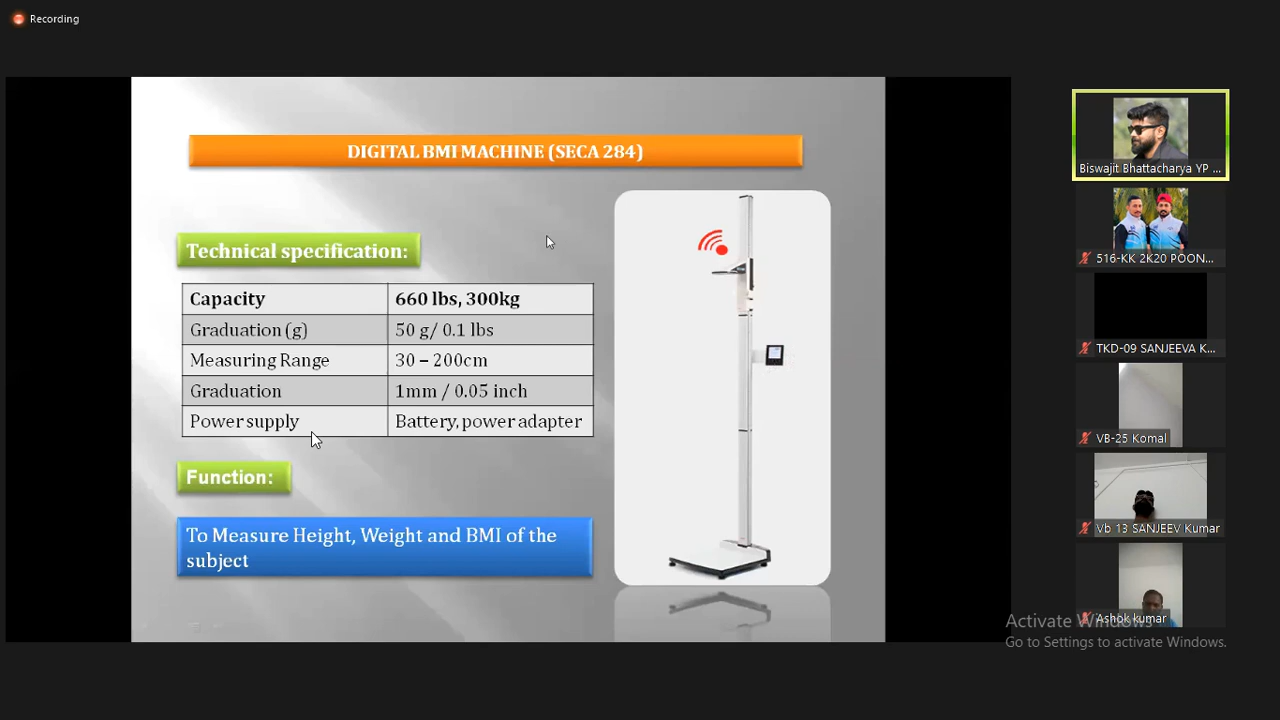 Recording
DIGITAL BMI MACHINE (SECA 284)
Technical specification:
Capacity 660 lbs, 300kg
Graduation (g) 50 g/ 0.1 lbs
Measuring Range 30 – 200cm
Graduation 1mm / 0.05 inch
Power supply Battery, power adapter
Function:
To Measure Height, Weight and BMI of the
subject
Biswajit Bhattacharya YP ...
516-KK 2K20 POON...
TKD-09 SANJEEVA K...
VB-25 Komal
Vb 13 SANJEEV Kumar
Ashok kumar
Activate Windows
Go to Settings to activate Windows.